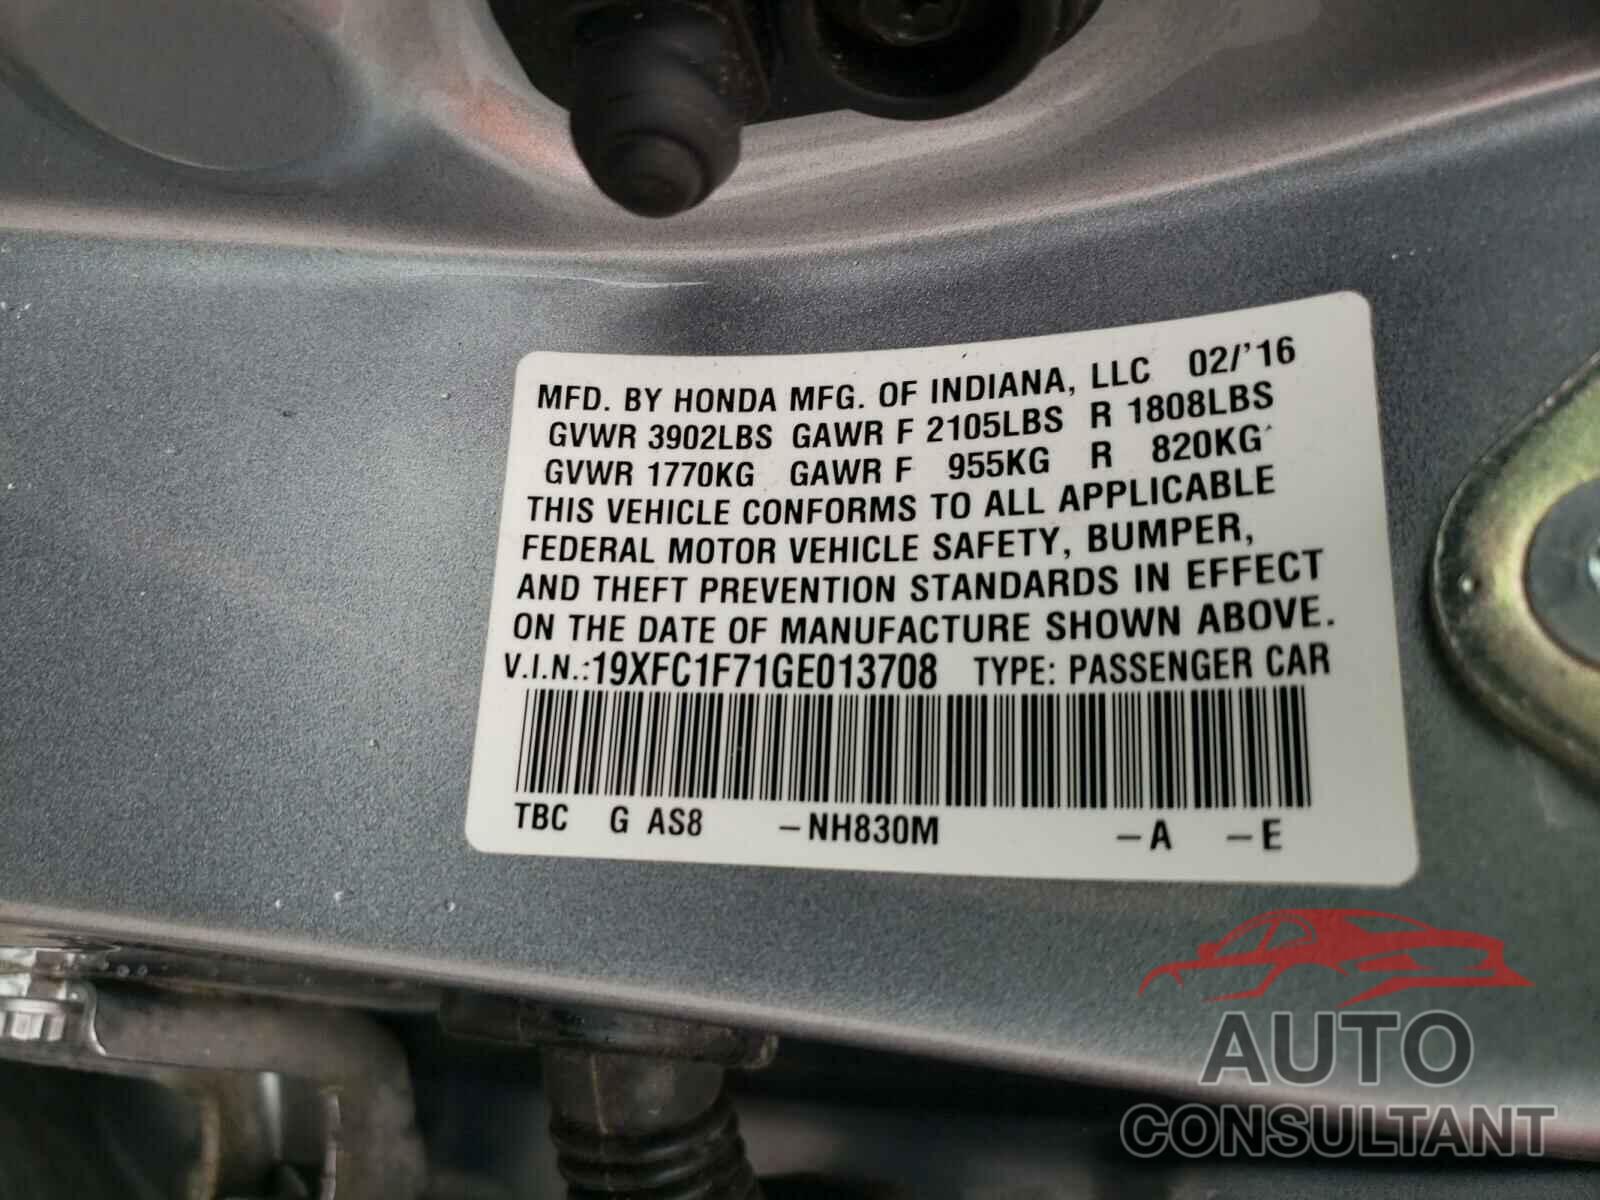 MFD. BY HONDA MFG. OF INDIANA, LLC 02/'16
GVWR 3902LBS GAWR F 2105LBS R 1808LBS
GVWR 1770KG GAWR F 955KG R 820KG
THIS VEHICLE CONFORMS TO ALL APPLICABLE
FEDERAL MOTOR VEHICLE SAFETY, BUMPER,
AND THEFT PREVENTION STANDARDS IN EFFECT
ON THE DATE OF MANUFACTURE SHOWN ABOVE.
V.I.N.:19XFC1F71GE013708 TYPE: PASSENGER CAR
TBC G AS8 –NH830M –A –E
AUTO
CONSULTANT